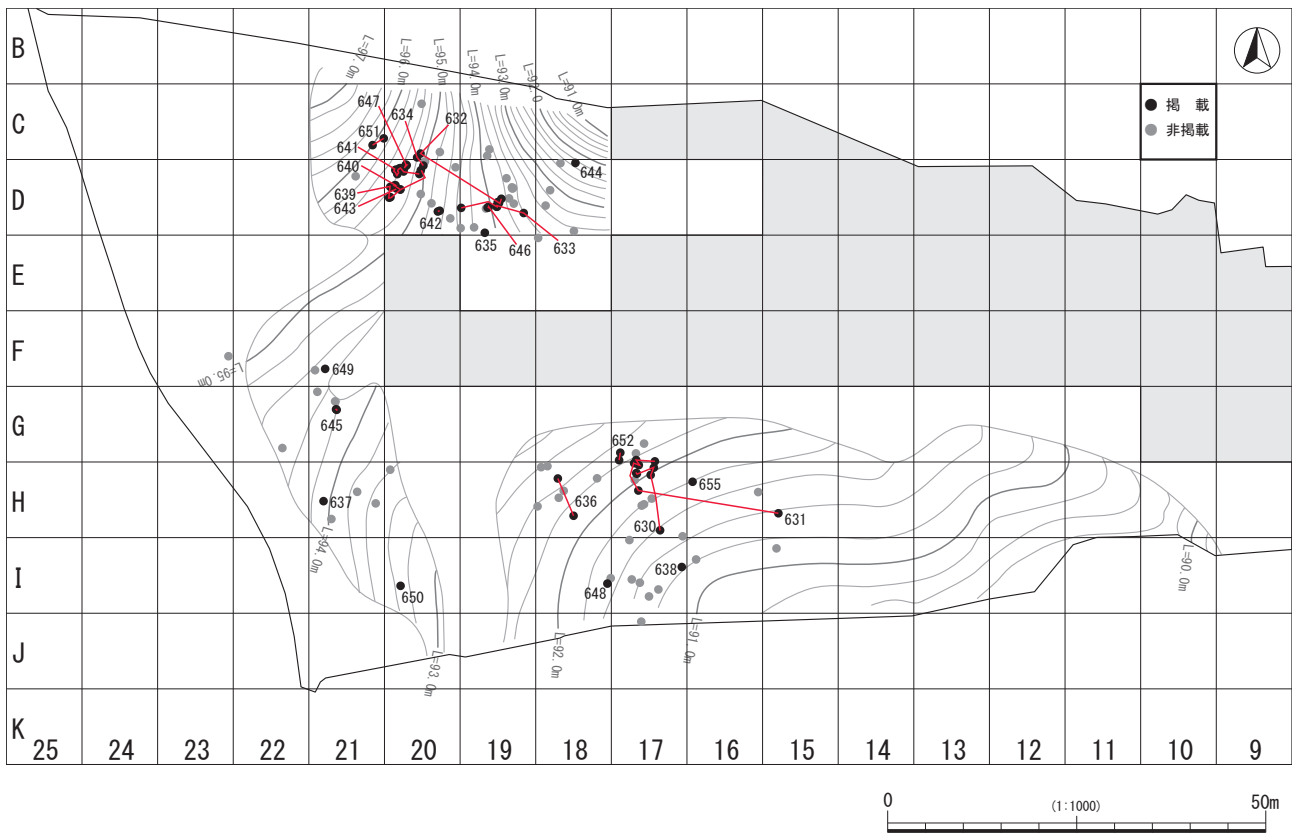 B
L=97.0m
L=96.0m
L=95.0m
L=94.0m
L=93.0m
L=92.0
L=91.0m
掲　載
非掲載
C
647
634
632
651
641
640
644
D
639
643
642
635
646
633
E
F
L=95.0m
649
G
645
652
H
637
636
655
631
630
L=94.0m
I
650
648
638
L=90.0m
J
L=93.0m
L=92.0m
L=91.0m
K
25 24 23 22 21 20 19 18 17 16 15 14 13 12 11 10 9
0 (1:1000) 50m